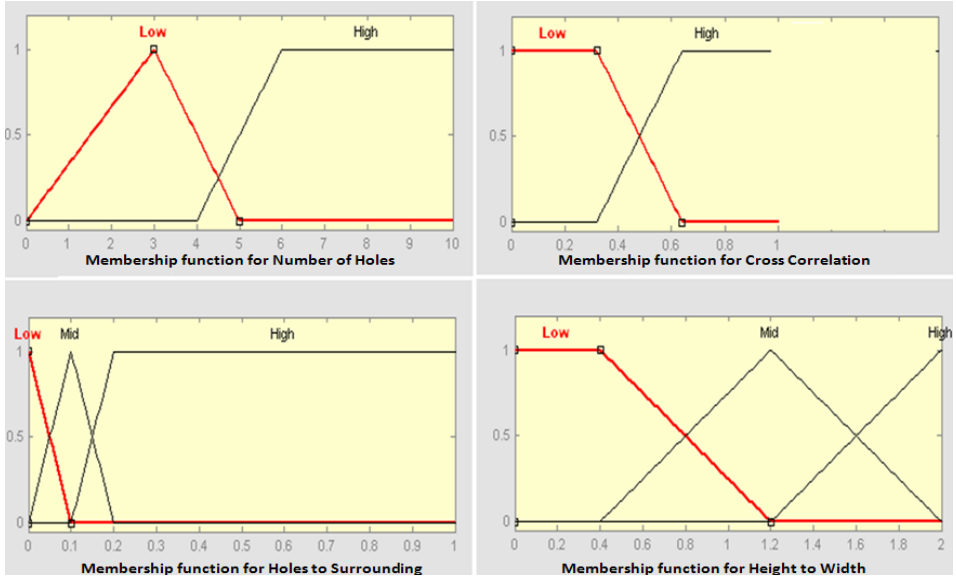 Low High
1
0.5
0
0 1 2 3 4 5 6 7 8 9 10
Membership function for Number of Holes
Low High
1
0.5
0
0 0.2 0.4 0.6 0.8 1
Membership function for Cross Correlation
Low Mid High
1
0.5
0
0 0.1 0.2 0.3 0.4 0.5 0.6 0.7 0.8 0.9 1
Membership function for Holes to Surrounding
Low Mid High
1
0.5
0
0 0.2 0.4 0.6 0.8 1 1.2 1.4 1.6 1.8 2
Membership function for Height to Width